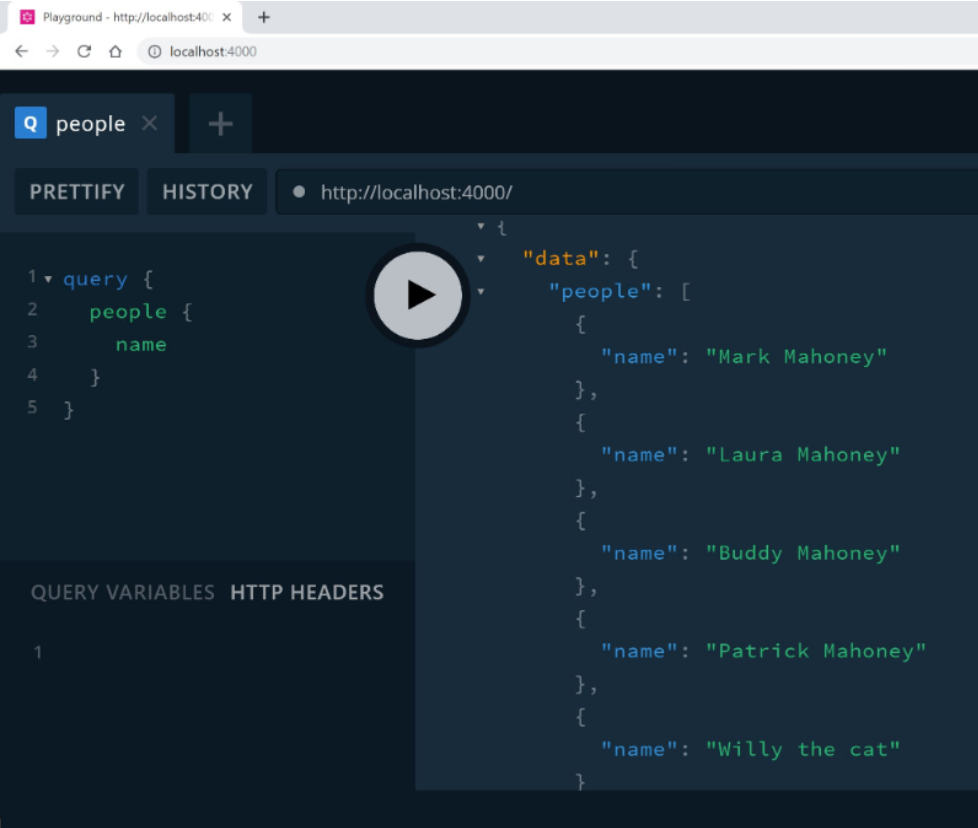 Playground - http://localhost:400
localhost:4000
Q people
PRETTIFY HISTORY http://localhost:4000/
1 query {
2 people {
3 name
4 }
5 }
QUERY VARIABLES HTTP HEADERS
1
{
"data": {
"people": [
{
"name": "Mark Mahoney"
},
{
"name": "Laura Mahoney"
},
{
"name": "Buddy Mahoney"
},
{
"name": "Patrick Mahoney"
},
{
"name": "Willy the cat"
}